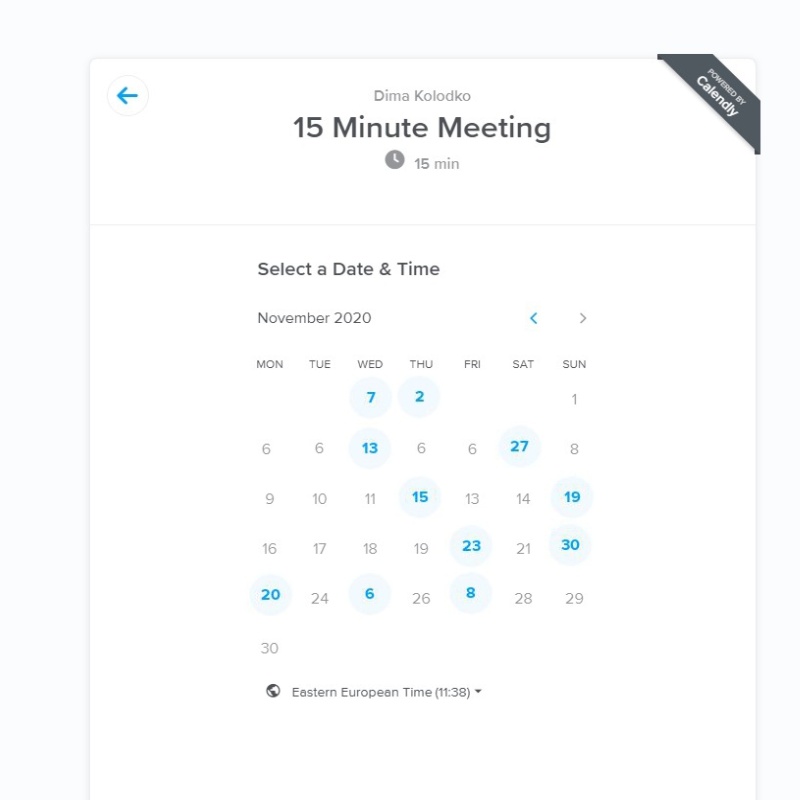 POWERED BY
Calendly
Dima Kolodko
15 Minute Meeting
15 min
Select a Date & Time
November 2020
MON TUE WED THU FRI SAT SUN
7 2 1
6 6 13 6 6 27 8
9 10 11 15 13 14 19
16 17 18 19 23 21 30
20 24 6 26 8 28 29
30
Eastern European Time (11:38)